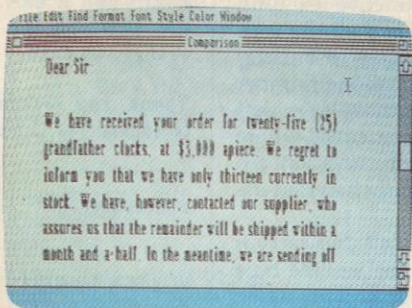 File Edit Find Format Font Style Color Window
Comparison
Dear Sir
We have received your order for twenty-five (25)
grandfather clocks, at $3,000 apiece. We regret to
inform you that we have only thirteen currently in
stock. We have, however, contacted our supplier, who
assures us that the remainder will be shipped within a
month and a-half. In the meantime, we are sending off